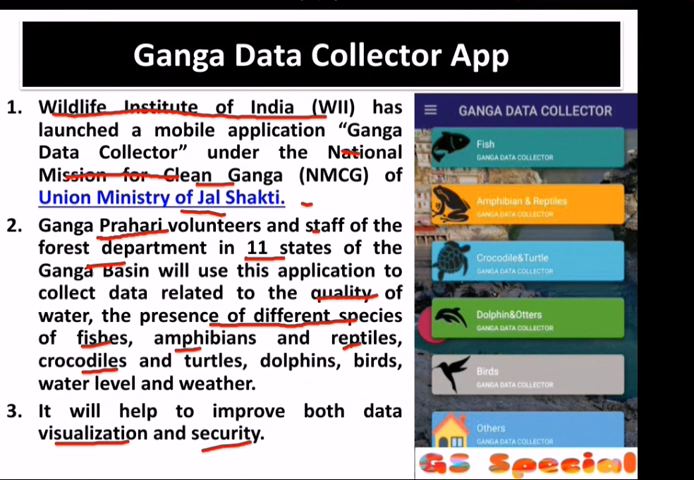 Ganga Data Collector App
1. Wildlife Institute of India (WII) has
launched a mobile application “Ganga
Data Collector” under the National
Mission for Clean Ganga (NMCG) of
Union Ministry of Jal Shakti.
2. Ganga Prahari volunteers and staff of the
forest department in 11 states of the
Ganga Basin will use this application to
collect data related to the quality of
water, the presence of different species
of fishes, amphibians and reptiles,
crocodiles and turtles, dolphins, birds,
water level and weather.
3. It will help to improve both data
visualization and security.
GANGA DATA COLLECTOR
Fish
GANGA DATA COLLECTOR
Amphibian & Reptiles
GANGA DATA COLLECTOR
Crocodile&Turtle
GANGA DATA COLLECTOR
Dolphin&Otters
GANGA DATA COLLECTOR
Birds
GANGA DATA COLLECTOR
Others
GANGA DATA COLLECTOR
GS Special